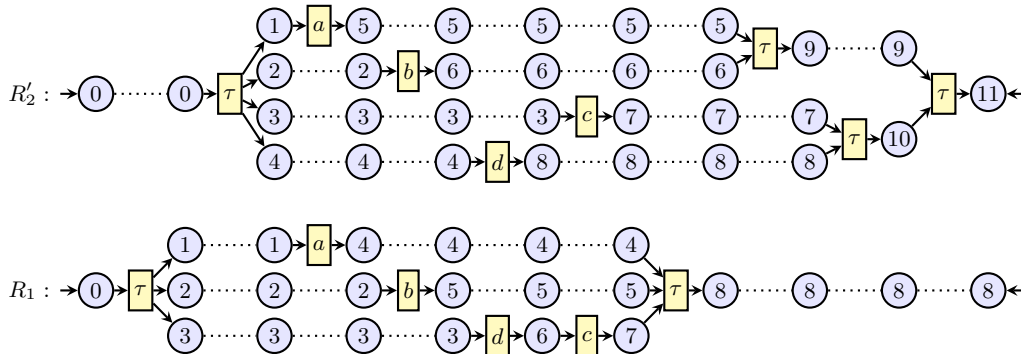 1 a 5 5 5 5 5
τ 9 9
2 2 b 6 6 6 6
R′₂ : 0 0 τ τ 11
3 3 3 3 c 7 7 7
τ 10
4 4 4 d 8 8 8 8
1 1 a 4 4 4 4
R₁ : 0 τ 2 2 2 b 5 5 5 τ 8 8 8 8
3 3 3 3 d 6 c 7